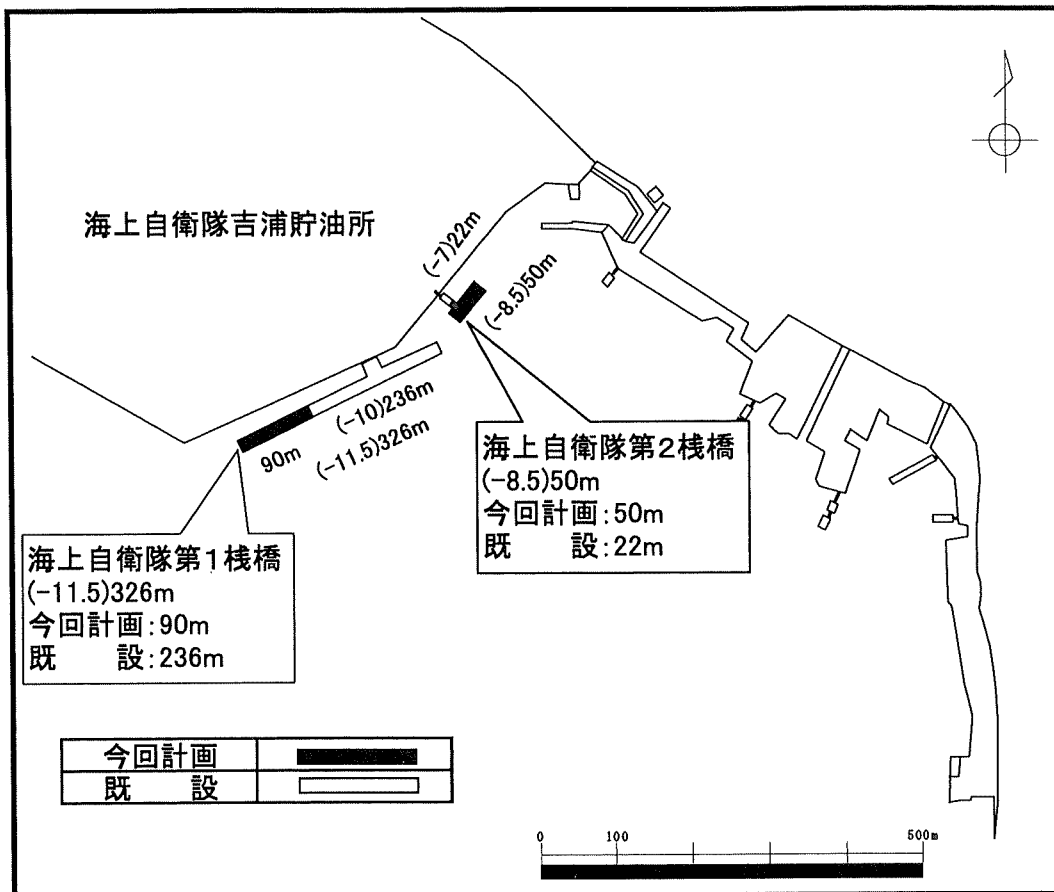 海上自衛隊吉浦貯油所
(-7)22m
(-8.5)50m
(-10)236m
(-11.5)326m
90m
海上自衛隊第2桟橋
(-8.5)50m
今回計画:50m
既　　設:22m
海上自衛隊第1桟橋
(-11.5)326m
今回計画:90m
既　　設:236m
今回計画
既　　設
0 100 500m